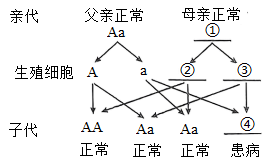 亲代 父亲正常 母亲正常
Aa ①
生殖细胞 A a ② ③
子代 AA Aa Aa ④
正常 正常 正常 患病